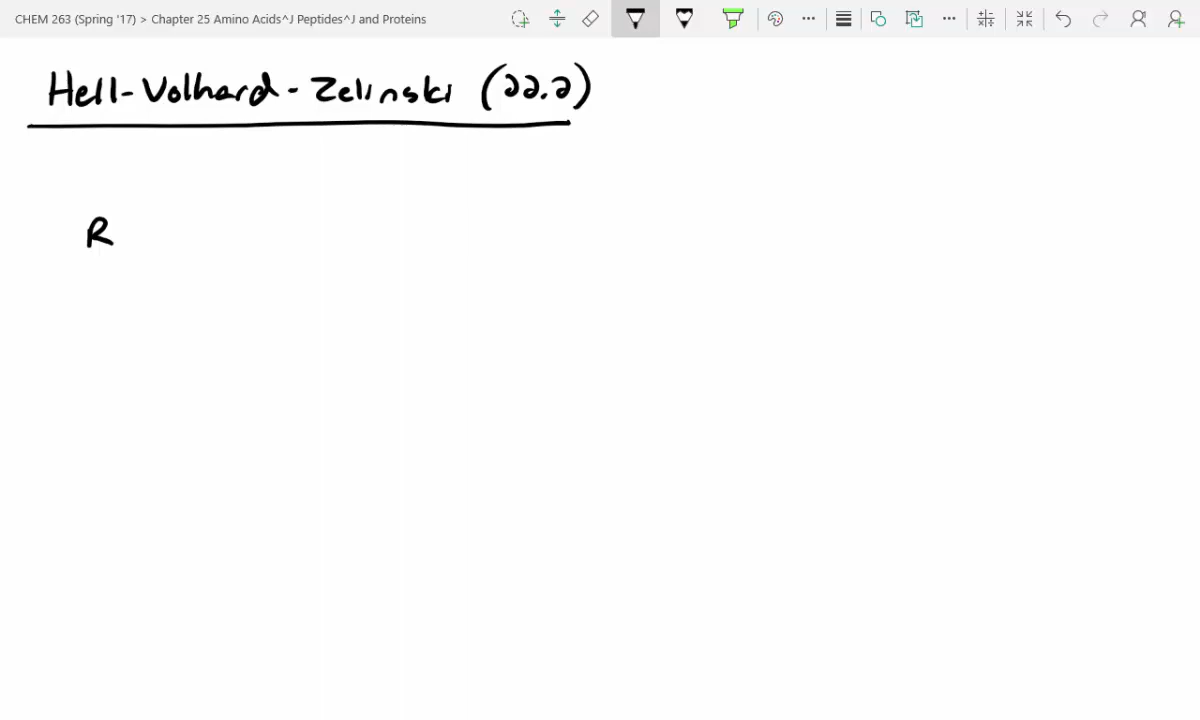 CHEM 263 (Spring '17) > Chapter 25 Amino Acids^J Peptides^J and Proteins
Hell-Volhard-Zelinski (22.2)
R